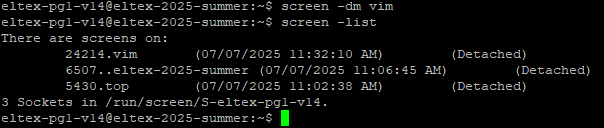 eltex-pg1-v14@eltex-2025-summer:~$ screen -dm vim
eltex-pg1-v14@eltex-2025-summer:~$ screen -list
There are screens on:
24214.vim (07/07/2025 11:32:10 AM) (Detached)
6507..eltex-2025-summer (07/07/2025 11:06:45 AM) (Detached)
5430.top (07/07/2025 11:02:38 AM) (Detached)
3 Sockets in /run/screen/S-eltex-pg1-v14.
eltex-pg1-v14@eltex-2025-summer:~$